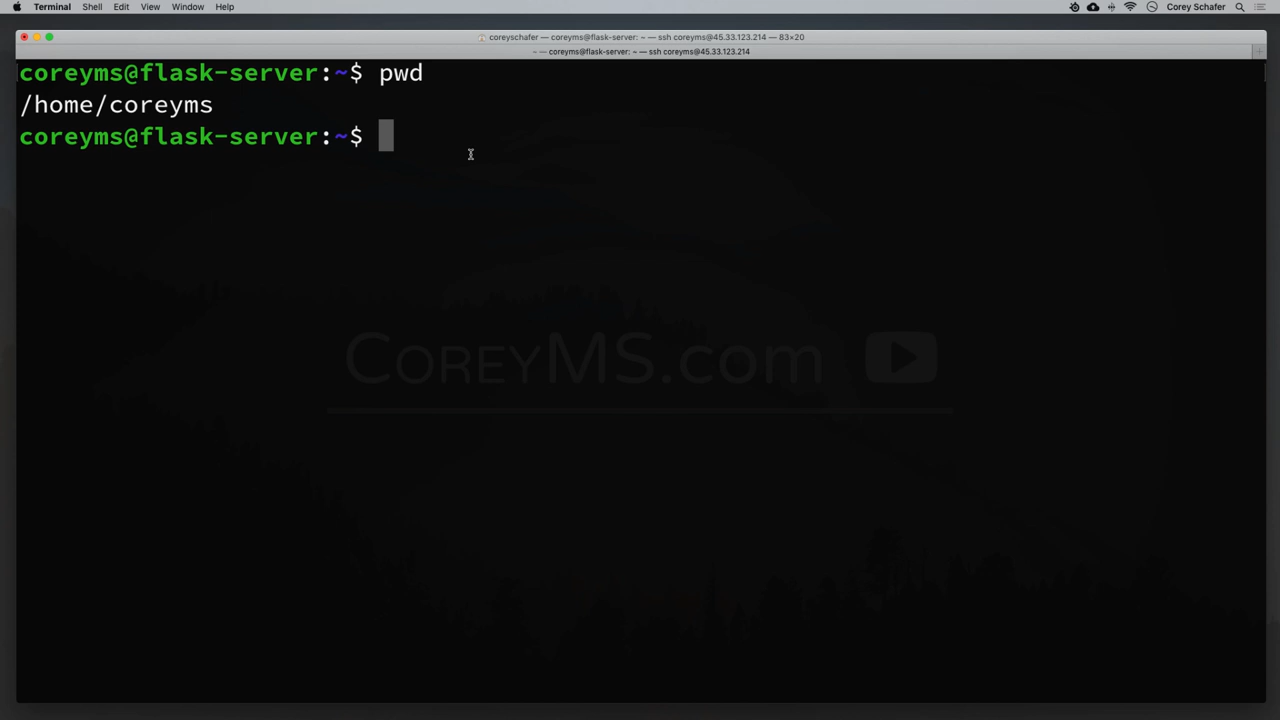 Terminal Shell Edit View Window Help Corey Schafer
coreyschafer — coreyms@flask-server: ~ — ssh coreyms@45.33.123.214 — 83×20
~ — coreyms@flask-server: ~ — ssh coreyms@45.33.123.214 +
coreyms@flask-server:~$ pwd
/home/coreyms
coreyms@flask-server:~$
CoreyMS.com